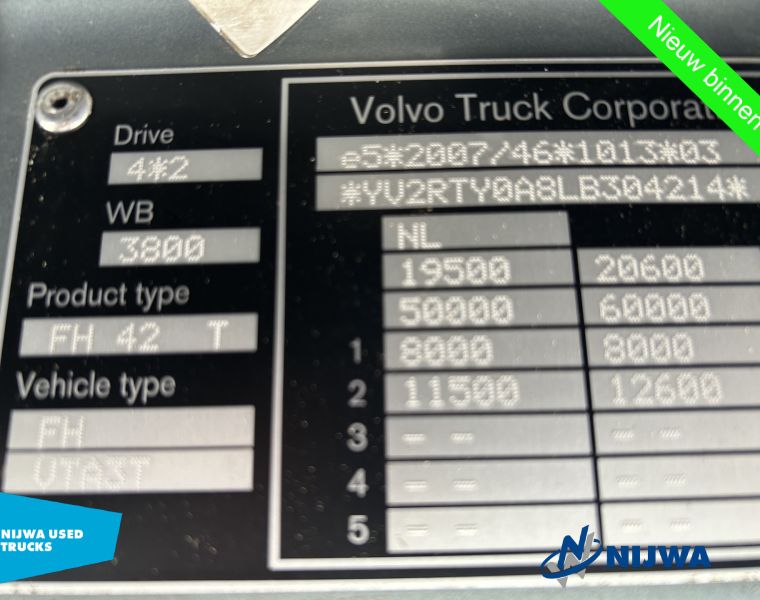 Nieuw binnen
Volvo Truck Corporat
Drive
4*2
e5*2007/46*1013*03
*YV2RTY0A8LB304214*
WB
3800
NL
19500 20600
Product type
50000 60000
FH 42 T
1 8000 8000
Vehicle type
2 11500 12600
FH
3 - - - -
VTA3T
4 - - - -
5 - - - -
NIJWA USED
TRUCKS
NIJWA